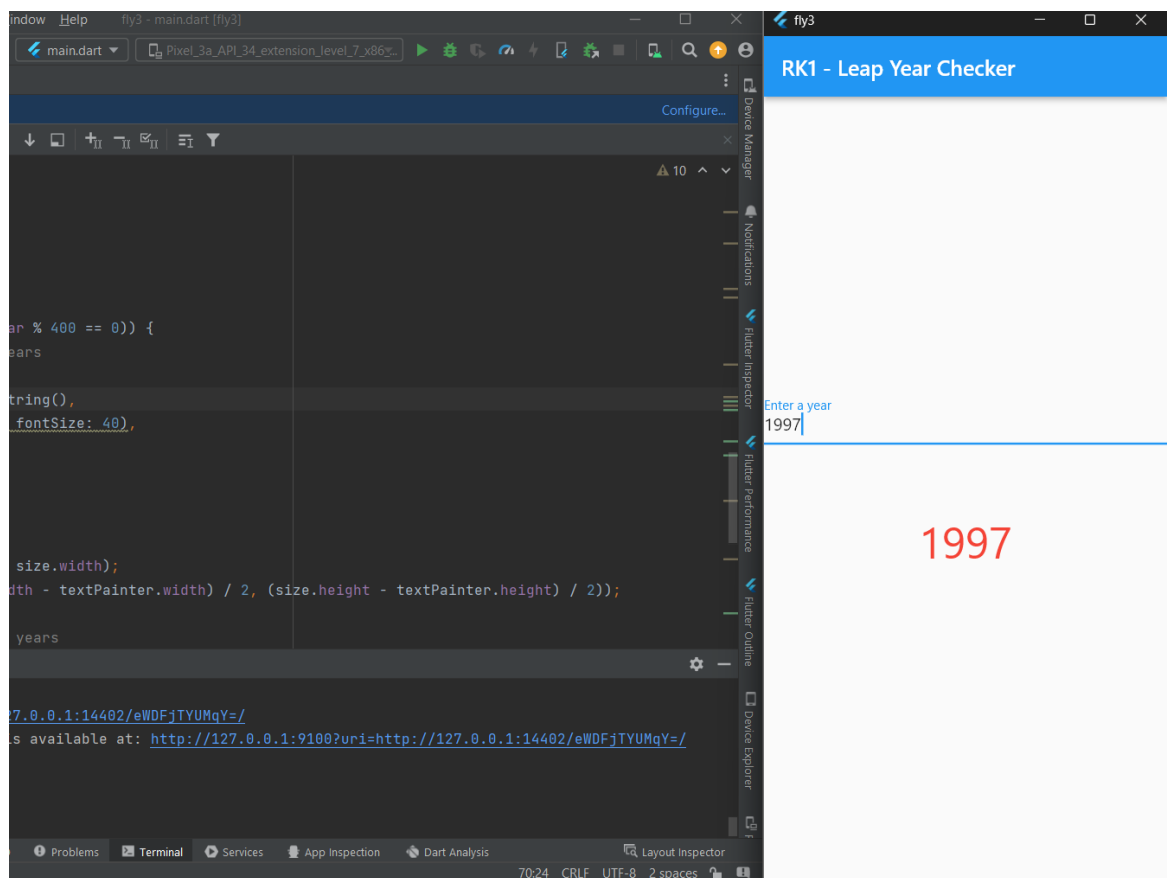 indow Help fly3 - main.dart [fly3]
main.dart Pixel_3a_API_34_extension_level_7_x86...
Configure...
10
ar % 400 == 0)) {
ears
tring(),
fontSize: 40),
size.width);
dth - textPainter.width) / 2, (size.height - textPainter.height) / 2));
years
27.0.0.1:14402/eWDFjTYUMqY=/
s available at: http://127.0.0.1:9100?uri=http://127.0.0.1:14402/eWDFjTYUMqY=/
Problems Terminal Services App Inspection Dart Analysis Layout Inspector
70:24 CRLF UTF-8 2 spaces
Device Manager
Notifications
Flutter Inspector
Flutter Performance
Flutter Outline
Device Explorer
fly3
RK1 - Leap Year Checker
Enter a year
1997
1997